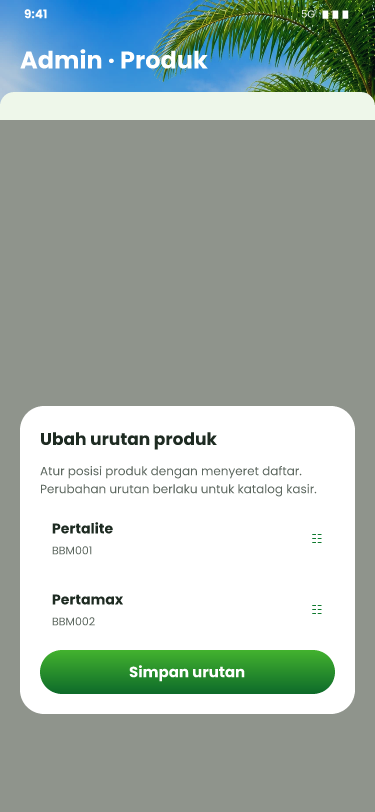 9:41
5G
Admin · Produk
Ubah urutan produk
Atur posisi produk dengan menyeret daftar.
Perubahan urutan berlaku untuk katalog kasir.
Pertalite
BBM001
Pertamax
BBM002
Simpan urutan